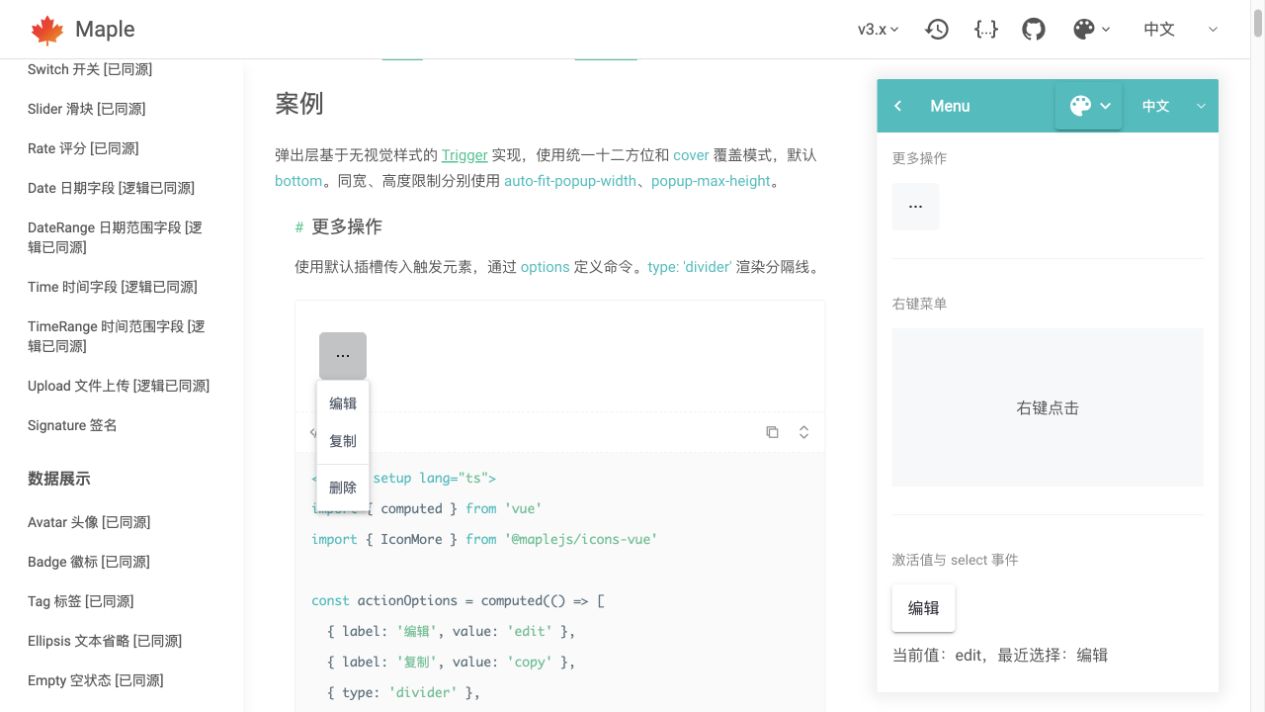 Maple
v3.x
{...}
中文
Switch 开关 [已同源]
Slider 滑块 [已同源]
Rate 评分 [已同源]
Date 日期字段 [逻辑已同源]
DateRange 日期范围字段 [逻
辑已同源]
Time 时间字段 [逻辑已同源]
TimeRange 时间范围字段 [逻
辑已同源]
Upload 文件上传 [逻辑已同源]
Signature 签名
数据展示
Avatar 头像 [已同源]
Badge 徽标 [已同源]
Tag 标签 [已同源]
Ellipsis 文本省略 [已同源]
Empty 空状态 [已同源]
案例
弹出层基于无视觉样式的 Trigger 实现，使用统一十二方位和 cover 覆盖模式，默认
bottom。同宽、高度限制分别使用 auto-fit-popup-width、popup-max-height。
# 更多操作
使用默认插槽传入触发元素，通过 options 定义命令。type: 'divider' 渲染分隔线。
...
编辑
复制
删除
setup lang="ts">
import { computed } from 'vue'
import { IconMore } from '@maplejs/icons-vue'
const actionOptions = computed(() => [
{ label: '编辑', value: 'edit' },
{ label: '复制', value: 'copy' },
{ type: 'divider' },
Menu
中文
更多操作
...
右键菜单
右键点击
激活值与 select 事件
编辑
当前值：edit，最近选择：编辑